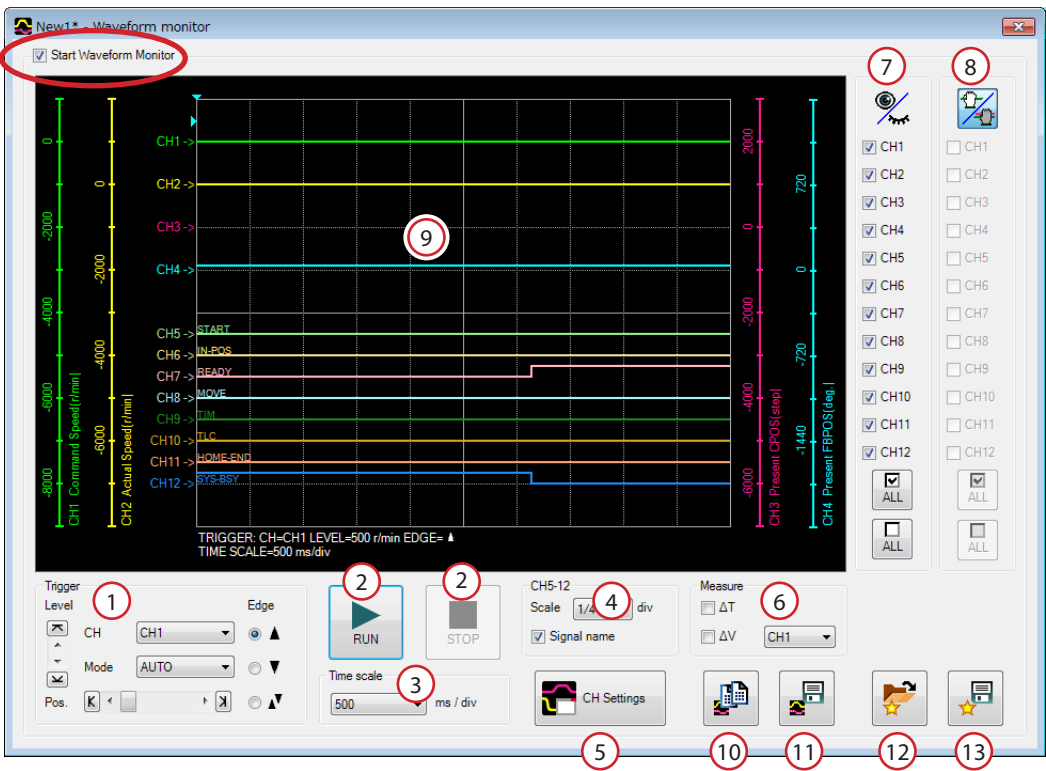 New1* - Waveform monitor
Start Waveform Monitor
7
8
CH1 ->
CH2 ->
CH3 ->
CH4 ->
9
CH5 -> START
CH6 -> IN-POS
CH7 -> READY
CH8 -> MOVE
CH9 -> TIM
CH10 -> TLC
CH11 -> HOME-END
CH12 -> SYS-BSY
0
-2000
-4000
-6000
-8000
CH1 Command Speed[r/min]
0
-2000
-4000
-6000
CH2 Actual Speed[r/min]
2000
0
-2000
-4000
-6000
CH3 Present CPOS[step]
720
0
-720
-1440
CH4 Present FBPOS[deg.]
TRIGGER: CH=CH1 LEVEL=500 r/min EDGE=
TIME SCALE=500 ms/div
CH1
CH2
CH3
CH4
CH5
CH6
CH7
CH8
CH9
CH10
CH11
CH12
ALL
ALL
CH1
CH2
CH3
CH4
CH5
CH6
CH7
CH8
CH9
CH10
CH11
CH12
ALL
ALL
Trigger
Level
1
Edge
CH CH1
Mode AUTO
Pos.
2
RUN
2
STOP
Time scale
3
500 ms / div
CH5-12
Scale 1/4 div
4
Signal name
Measure
6
ΔT
ΔV CH1
CH Settings
5
10
11
12
13